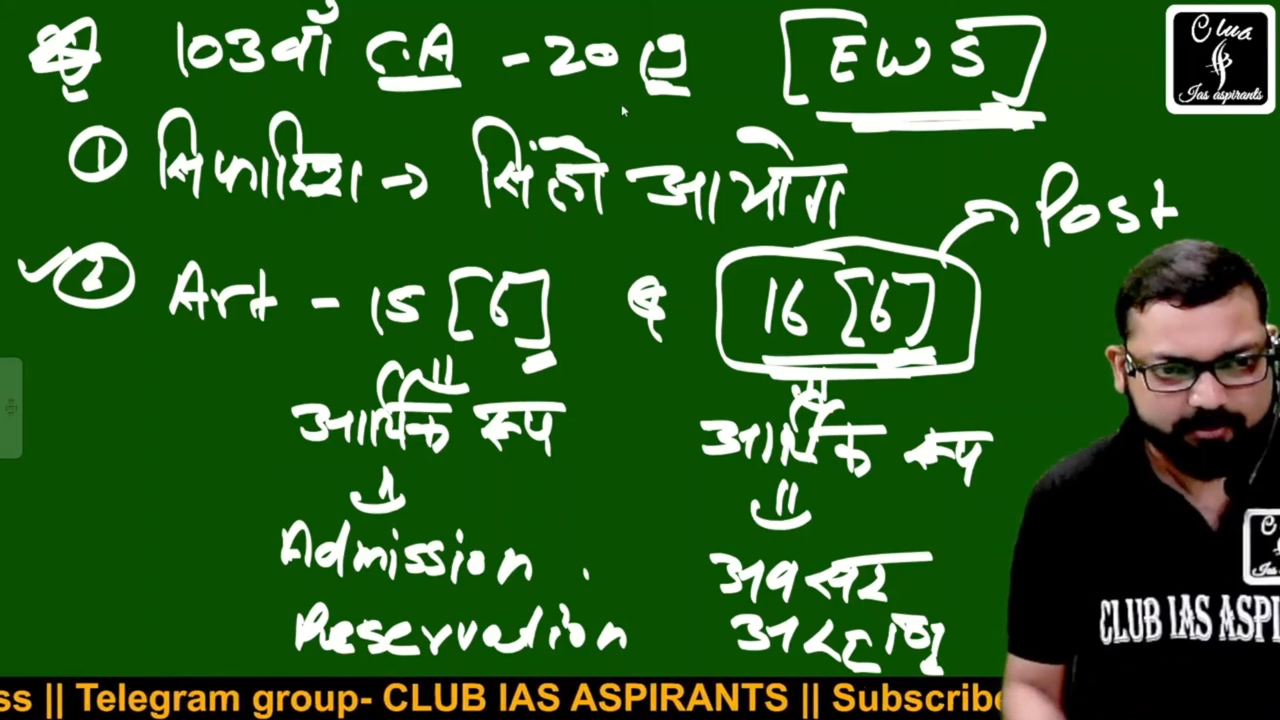 103वाँ C.A - 2019 [EWS]
① सिफारिश → सिंहो आयोग
② Art - 15 [6] & 16 [6] → Post
आर्थिक रूप आर्थिक रूप
Admission अवसर
Reservation आरक्षण
Club
Ias aspirants
CLUB IAS ASPI
ss || Telegram group- CLUB IAS ASPIRANTS || Subscribe